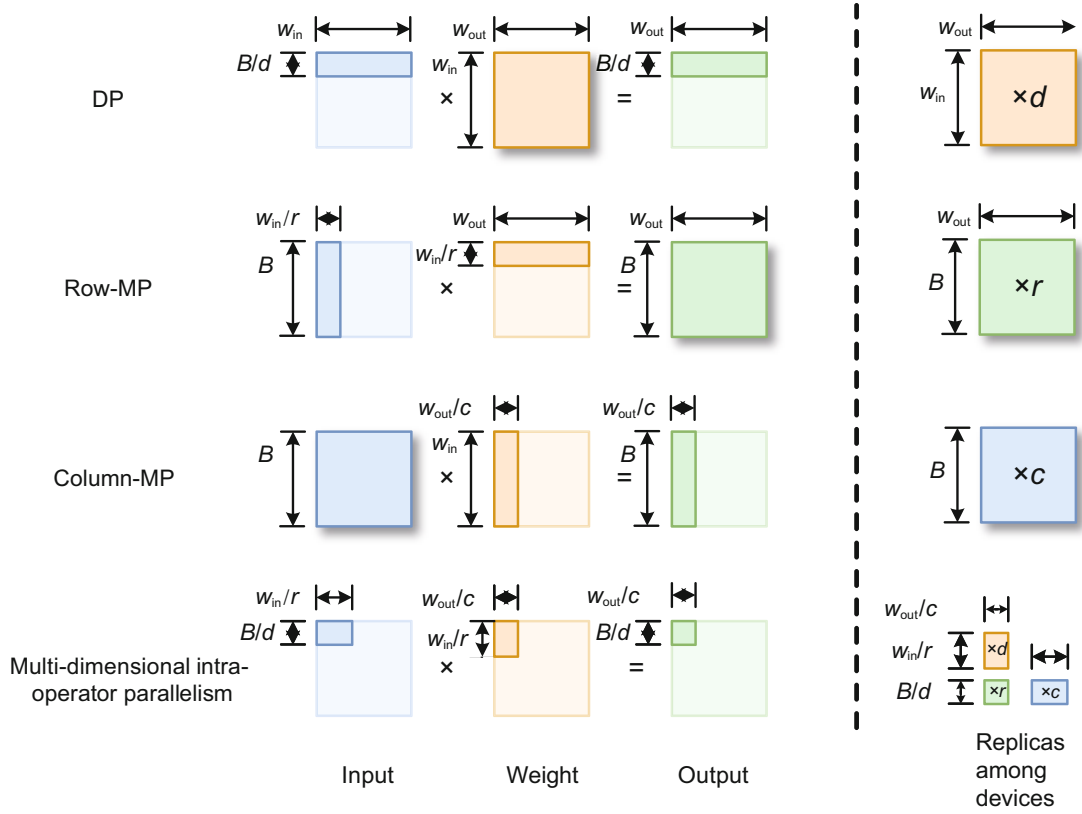 w_in w_out w_out w_out
B/d w_in B/d
DP × = w_in ×d
w_in/r w_out w_out w_out
B w_in/r B B
Row-MP × = ×r
w_out/c w_out/c
B w_in B B
Column-MP × = ×c
w_in/r w_out/c w_out/c w_out/c
B/d w_in/r B/d w_in/r ×d
Multi-dimensional intra-
operator parallelism
× = B/d ×r ×c
Input Weight Output
Replicas
among
devices